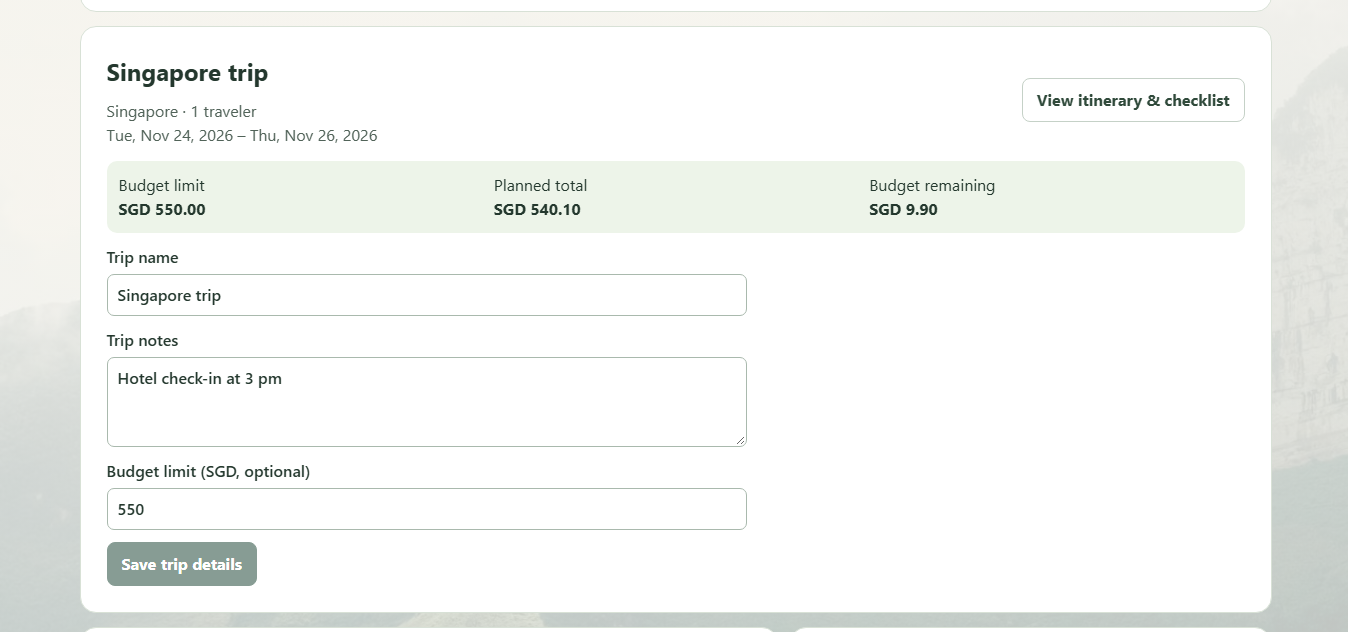 Singapore trip
Singapore · 1 traveler
Tue, Nov 24, 2026 – Thu, Nov 26, 2026
View itinerary & checklist
Budget limit
SGD 550.00
Planned total
SGD 540.10
Budget remaining
SGD 9.90
Trip name
Singapore trip
Trip notes
Hotel check-in at 3 pm
Budget limit (SGD, optional)
550
Save trip details